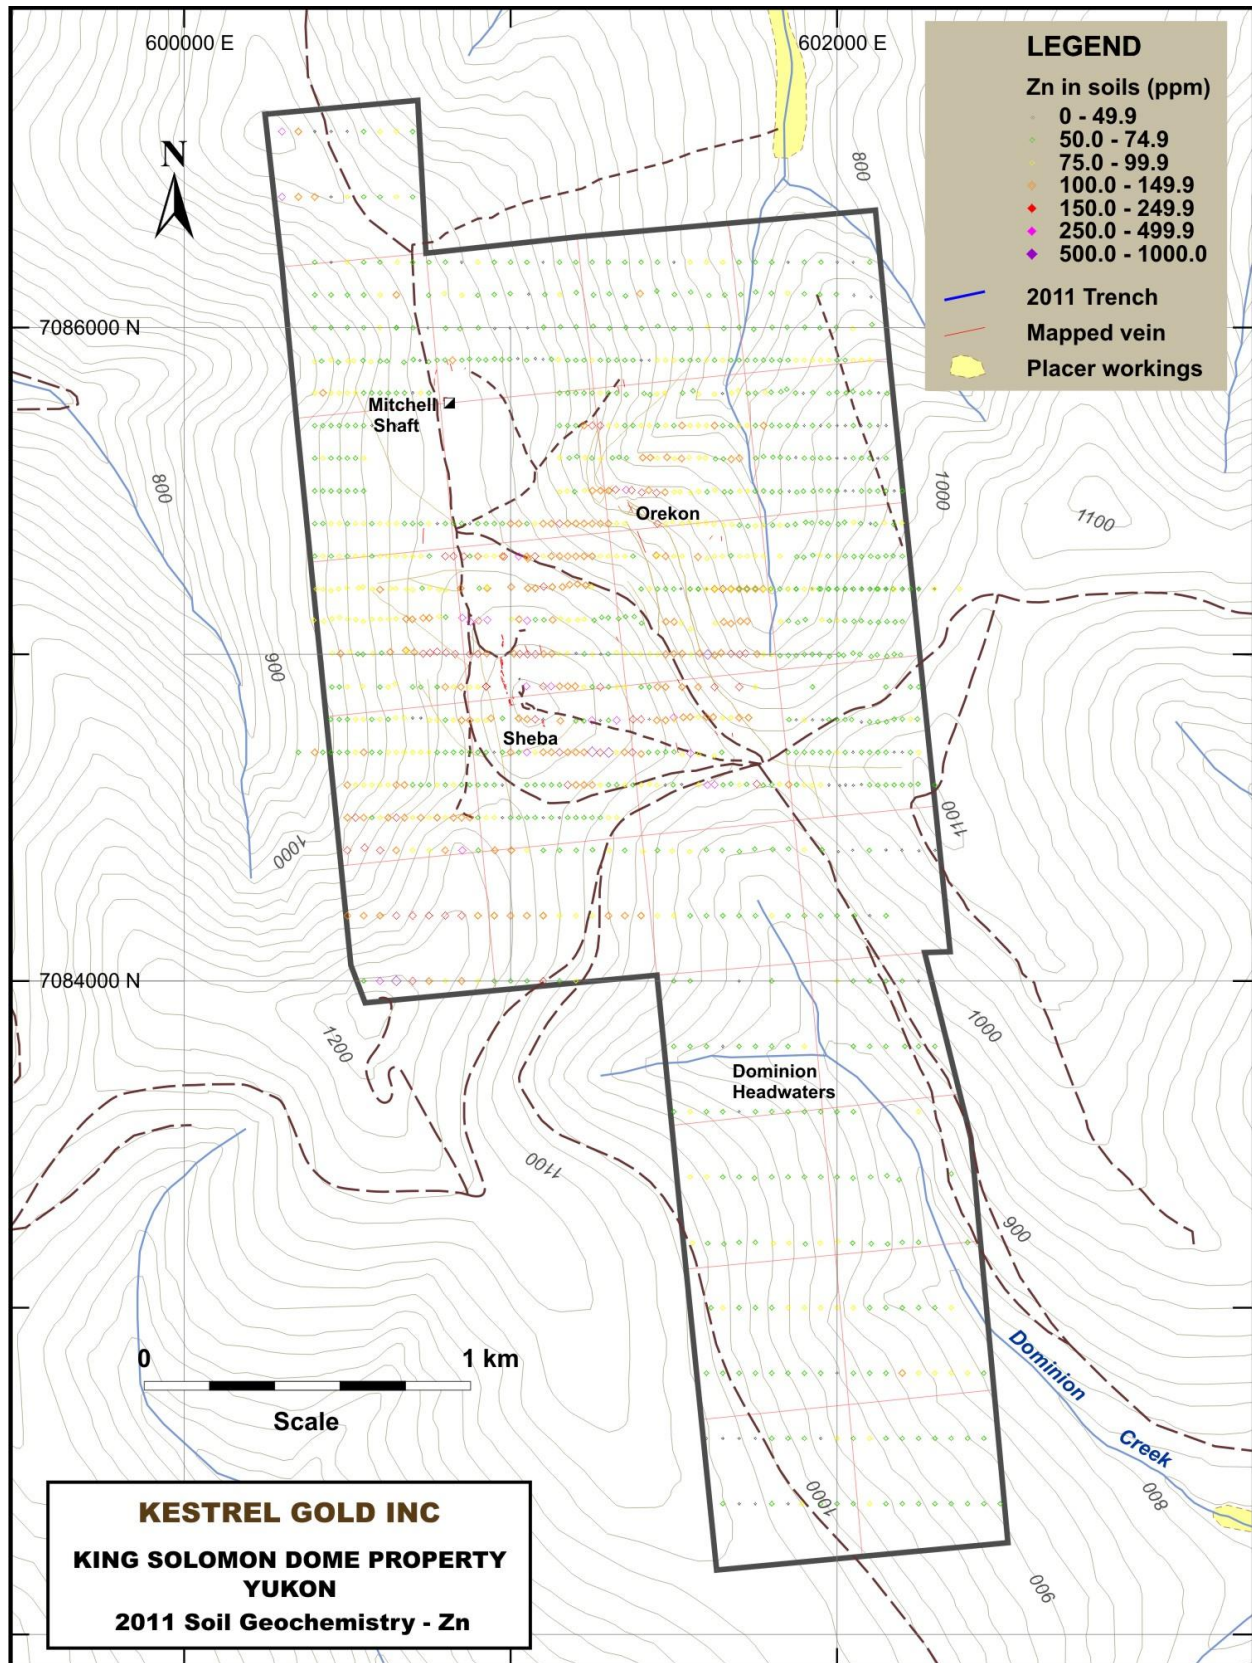 600000 E
602000 E
LEGEND
Zn in soils (ppm)
0 - 49.9
50.0 - 74.9
75.0 - 99.9
100.0 - 149.9
150.0 - 249.9
250.0 - 499.9
500.0 - 1000.0
2011 Trench
Mapped vein
Placer workings
N
800
7086000 N
Mitchell
Shaft
800
1000
1100
Orekon
900
Sheba
1100
1000
7084000 N
1200
1000
Dominion
Headwaters
1100
900
0
1 km
Scale
Dominion
Creek
1000
800
900
KESTREL GOLD INC
KING SOLOMON DOME PROPERTY
YUKON
2011 Soil Geochemistry - Zn